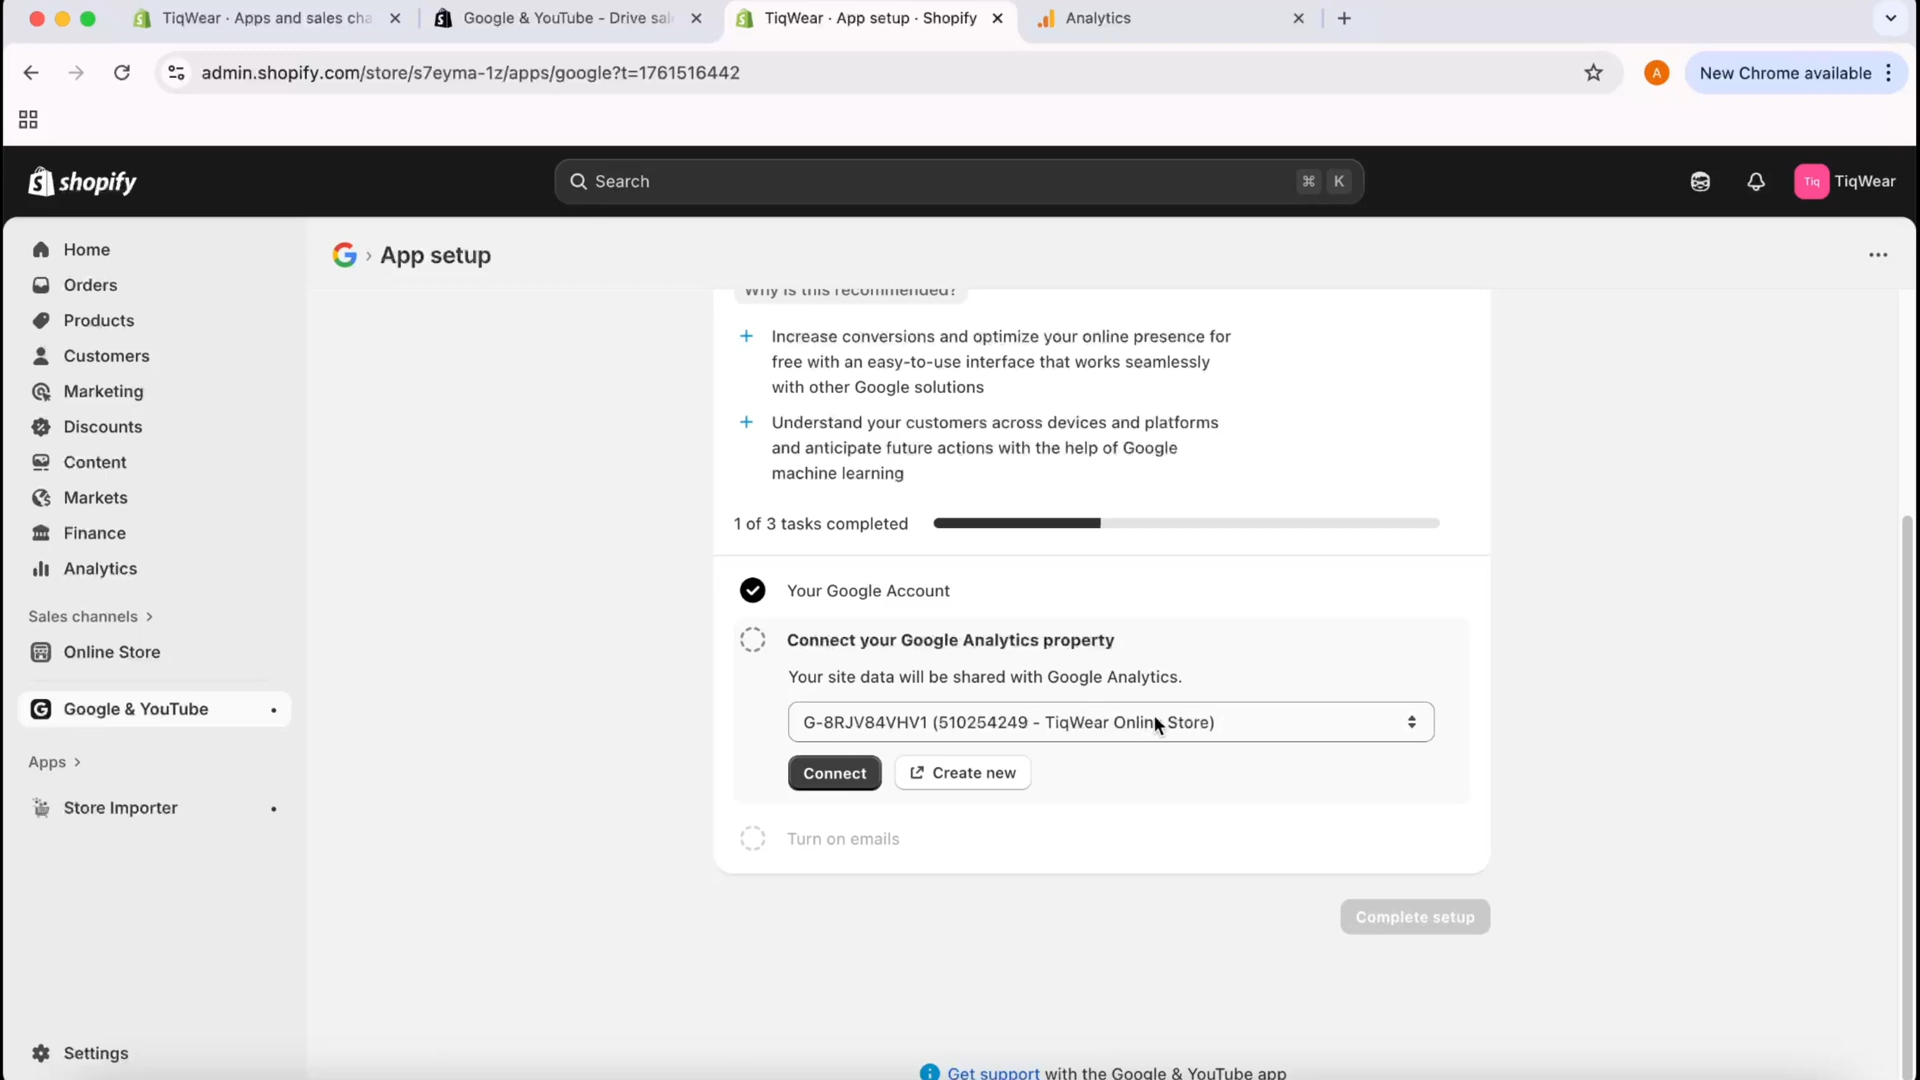 TiqWear · Apps and sales cha
Google & YouTube - Drive sal
TiqWear · App setup · Shopify
Analytics
admin.shopify.com/store/s7eyma-1z/apps/google?t=1761516442
A
New Chrome available
shopify
Search
⌘ K
Tiq
TiqWear
Home
Orders
Products
Customers
Marketing
Discounts
Content
Markets
Finance
Analytics
Sales channels
Online Store
Google & YouTube
Apps
Store Importer
Settings
App setup
Why is this recommended?
Increase conversions and optimize your online presence for
free with an easy-to-use interface that works seamlessly
with other Google solutions
Understand your customers across devices and platforms
and anticipate future actions with the help of Google
machine learning
1 of 3 tasks completed
Your Google Account
Connect your Google Analytics property
Your site data will be shared with Google Analytics.
G-8RJV84VHV1 (510254249 - TiqWear Online Store)
Connect
Create new
Turn on emails
Complete setup
Get support with the Google & YouTube app